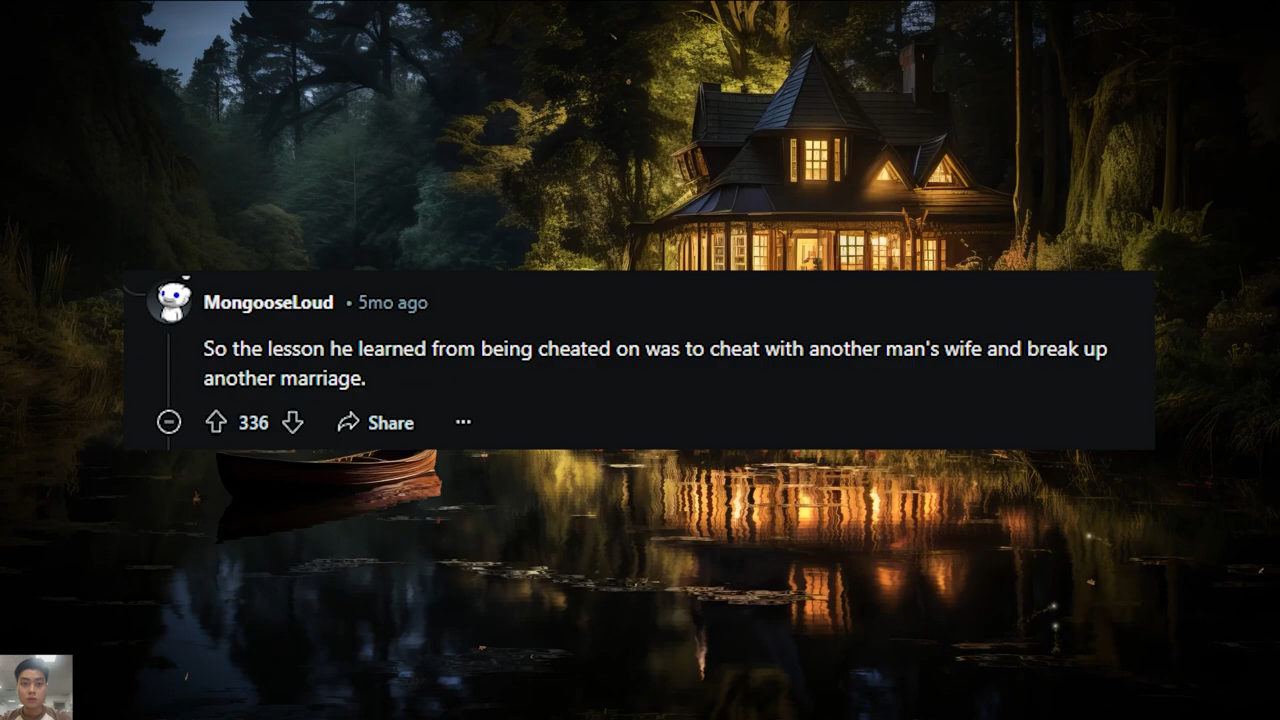 MongooseLoud • 5mo ago
So the lesson he learned from being cheated on was to cheat with another man's wife and break up
another marriage.
336 Share ...